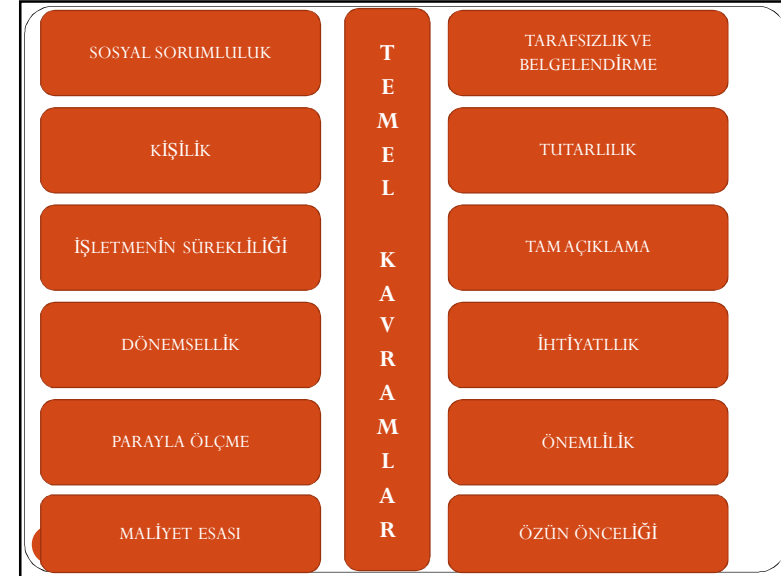 SOSYAL SORUMLULUK
KİŞİLİK
İŞLETMENİN SÜREKLİLİĞİ
DÖNEMSELLİK
PARAYLA ÖLÇME
MALİYET ESASI
TEMEL KAVRAMLAR
TARAFSIZLIK VE
BELGELENDİRME
TUTARLILIK
TAM AÇIKLAMA
İHTİYATLLIK
ÖNEMLİLİK
ÖZÜN ÖNCELİĞİ